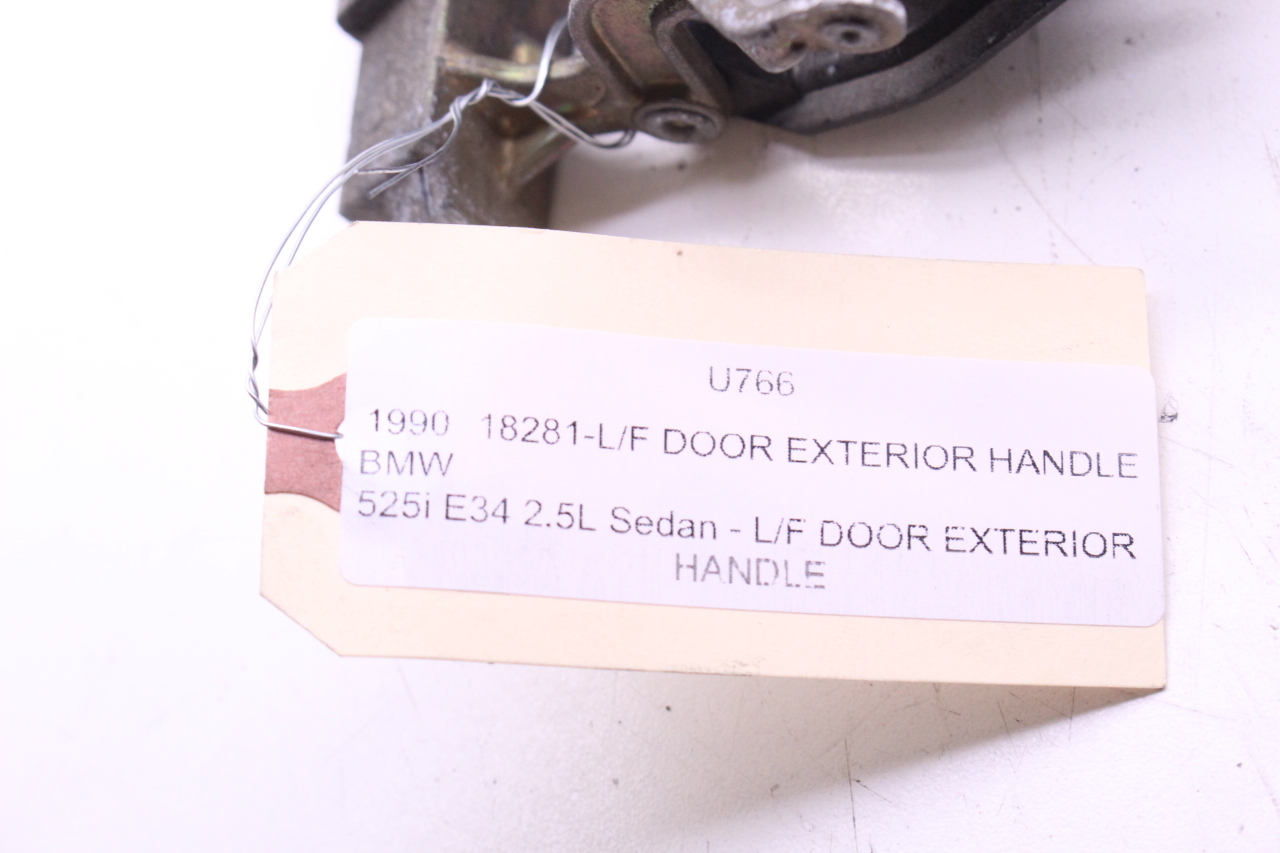 U766
1990 18281-L/F DOOR EXTERIOR HANDLE
BMW
525i E34 2.5L Sedan - L/F DOOR EXTERIOR
HANDLE